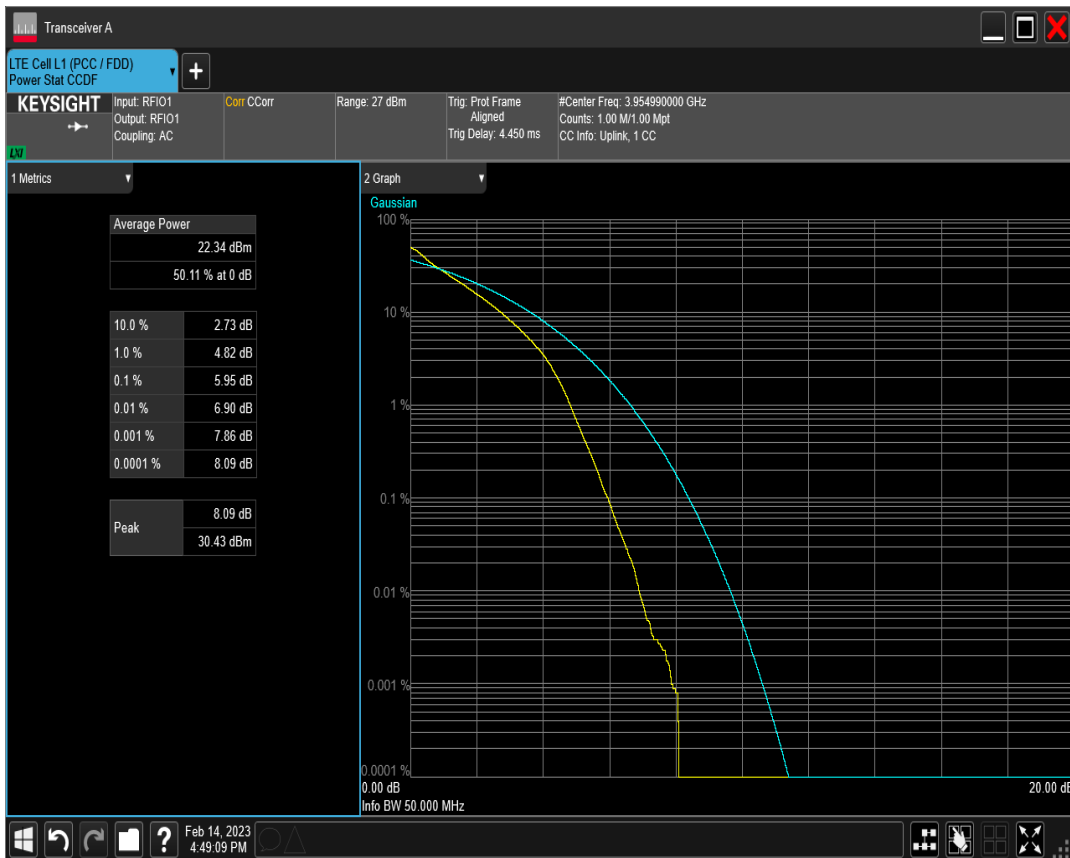 Transceiver A
LTE Cell L1 (PCC / FDD)
Power Stat CCDF
KEYSIGHT
LXI
Input: RFIO1
Output: RFIO1
Coupling: AC
Corr CCorr
Range: 27 dBm
Trig: Prot Frame
Aligned
Trig Delay: 4.450 ms
#Center Freq: 3.954990000 GHz
Counts: 1.00 M/1.00 Mpt
CC Info: Uplink, 1 CC
1 Metrics
Average Power
22.34 dBm
50.11 % at 0 dB
10.0 % 2.73 dB
1.0 % 4.82 dB
0.1 % 5.95 dB
0.01 % 6.90 dB
0.001 % 7.86 dB
0.0001 % 8.09 dB
Peak
8.09 dB
30.43 dBm
2 Graph
Gaussian
100 %
10 %
1 %
0.1 %
0.01 %
0.001 %
0.0001 %
0.00 dB
20.00 dB
Info BW 50.000 MHz
?
Feb 14, 2023
4:49:09 PM